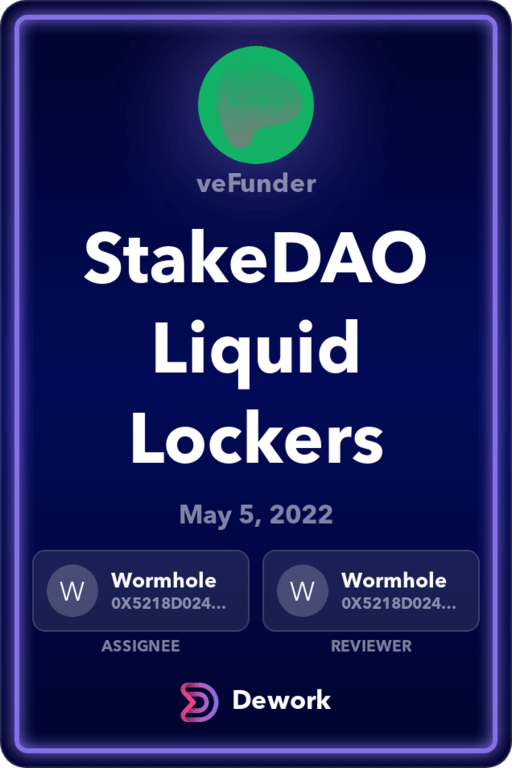 veFunder
StakeDAO
Liquid
Lockers
May 5, 2022
W
Wormhole
0X5218D024...
ASSIGNEE
W
Wormhole
0X5218D024...
REVIEWER
Dework